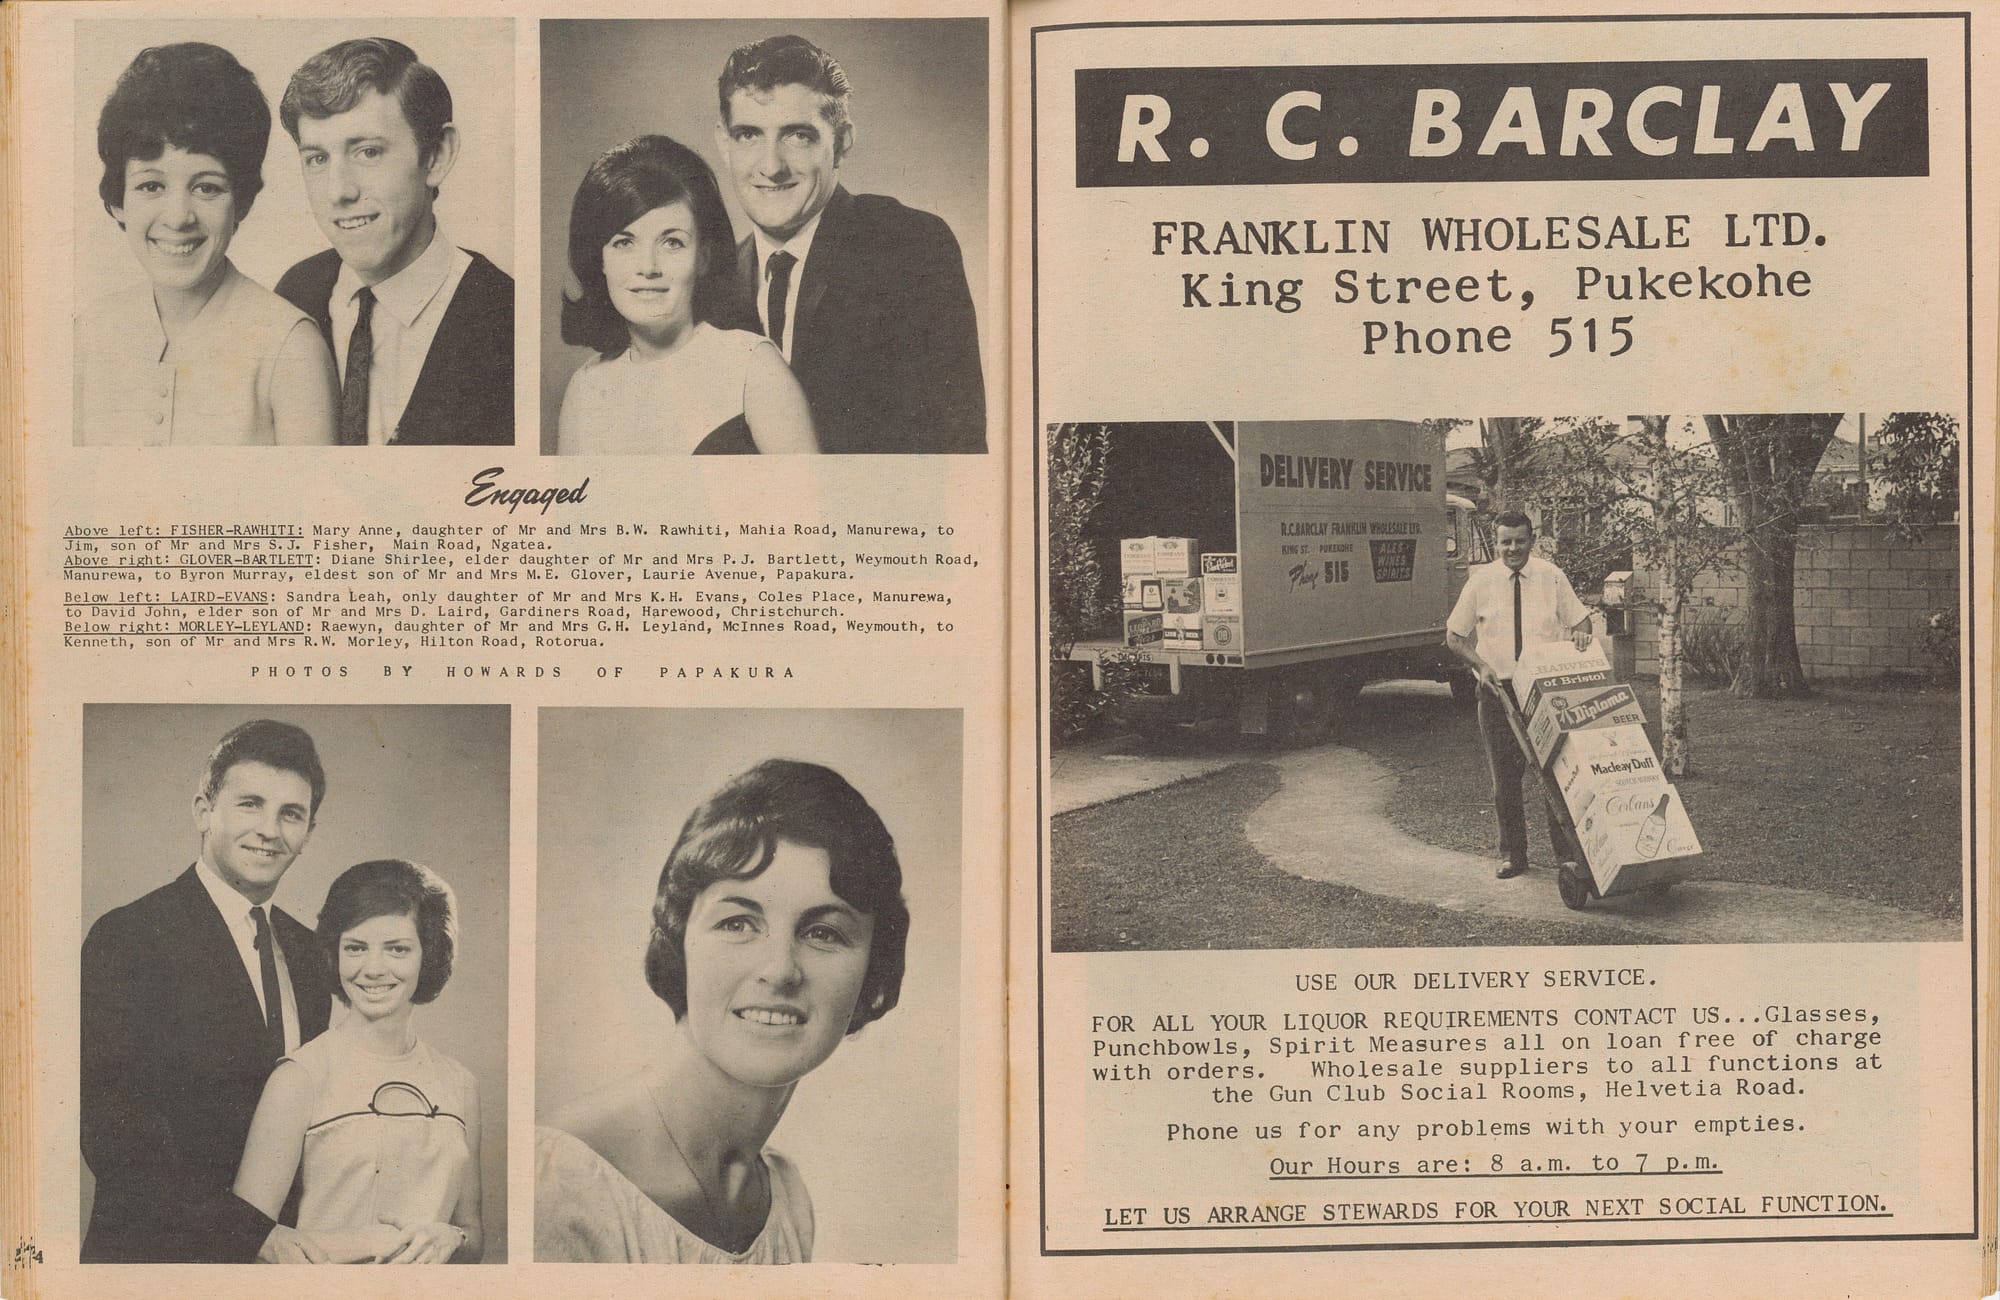 Engaged
Above left: FISHER-RAWHITI: Mary Anne, daughter of Mr and Mrs B.W. Rawhiti, Mahia Road, Manurewa, to
Jim, son of Mr and Mrs S.J. Fisher, Main Road, Ngatea.
Above right: GLOVER-BARTLETT: Diane Shirlee, elder daughter of Mr and Mrs P.J. Bartlett, Weymouth Road,
Manurewa, to Byron Murray, eldest son of Mr and Mrs M.E. Glover, Laurie Avenue, Papakura.
Below left: LAIRD-EVANS: Sandra Leah, only daughter of Mr and Mrs K.H. Evans, Coles Place, Manurewa,
to David John, elder son of Mr and Mrs D. Laird, Gardiners Road, Harewood, Christchurch.
Below right: MORLEY-LEYLAND: Raewyn, daughter of Mr and Mrs G.H. Leyland, McInnes Road, Weymouth, to
Kenneth, son of Mr and Mrs R.W. Morley, Hilton Road, Rotorua.
PHOTOS BY HOWARDS OF PAPAKURA
R. C. BARCLAY
FRANKLIN WHOLESALE LTD.
King Street, Pukekohe
Phone 515
DELIVERY SERVICE
R.C.BARCLAY FRANKLIN WHOLESALE LTD.
KING ST. PUKEKOHE
Phone 515
ALES
WINES
SPIRITS
LEOPARD
DB
HARVEYS
of Bristol
Diploma
BEER
Macleay Duff
SCOTCH WHISKY
Corbans
USE OUR DELIVERY SERVICE.
FOR ALL YOUR LIQUOR REQUIREMENTS CONTACT US...Glasses,
Punchbowls, Spirit Measures all on loan free of charge
with orders. Wholesale suppliers to all functions at
the Gun Club Social Rooms, Helvetia Road.
Phone us for any problems with your empties.
Our Hours are: 8 a.m. to 7 p.m.
LET US ARRANGE STEWARDS FOR YOUR NEXT SOCIAL FUNCTION.